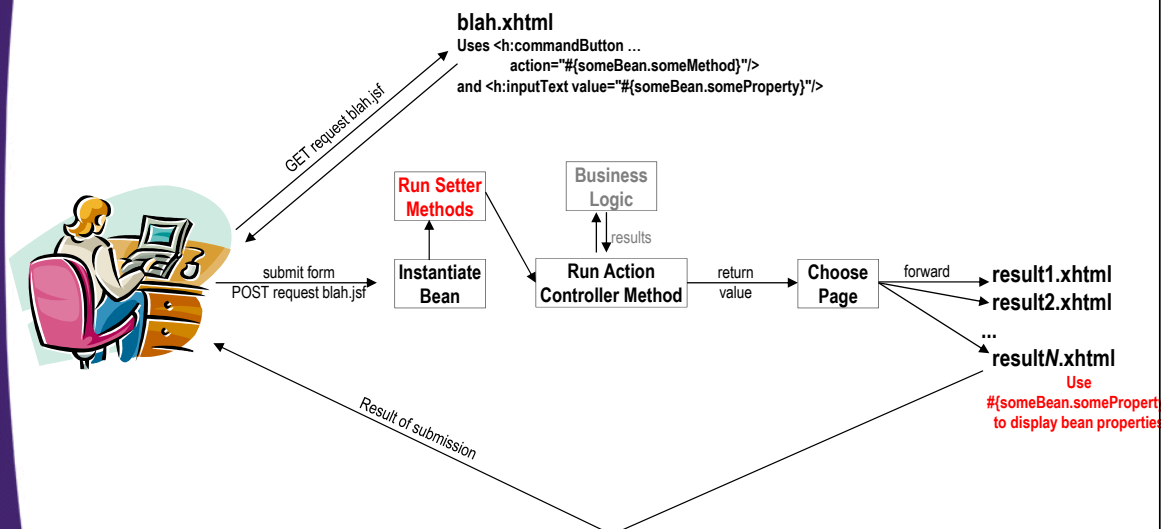 blah.xhtml
Uses <h:commandButton …
action="#{someBean.someMethod}"/>
and <h:inputText value="#{someBean.someProperty}"/>
GET request blah.jsf
Run Setter
Methods
Business
Logic
results
submit form
POST request blah.jsf
Instantiate
Bean
Run Action
Controller Method
return
value
Choose
Page
forward
result1.xhtml
result2.xhtml
...
resultN.xhtml
Use
#{someBean.someProperty
to display bean properties
Result of submission